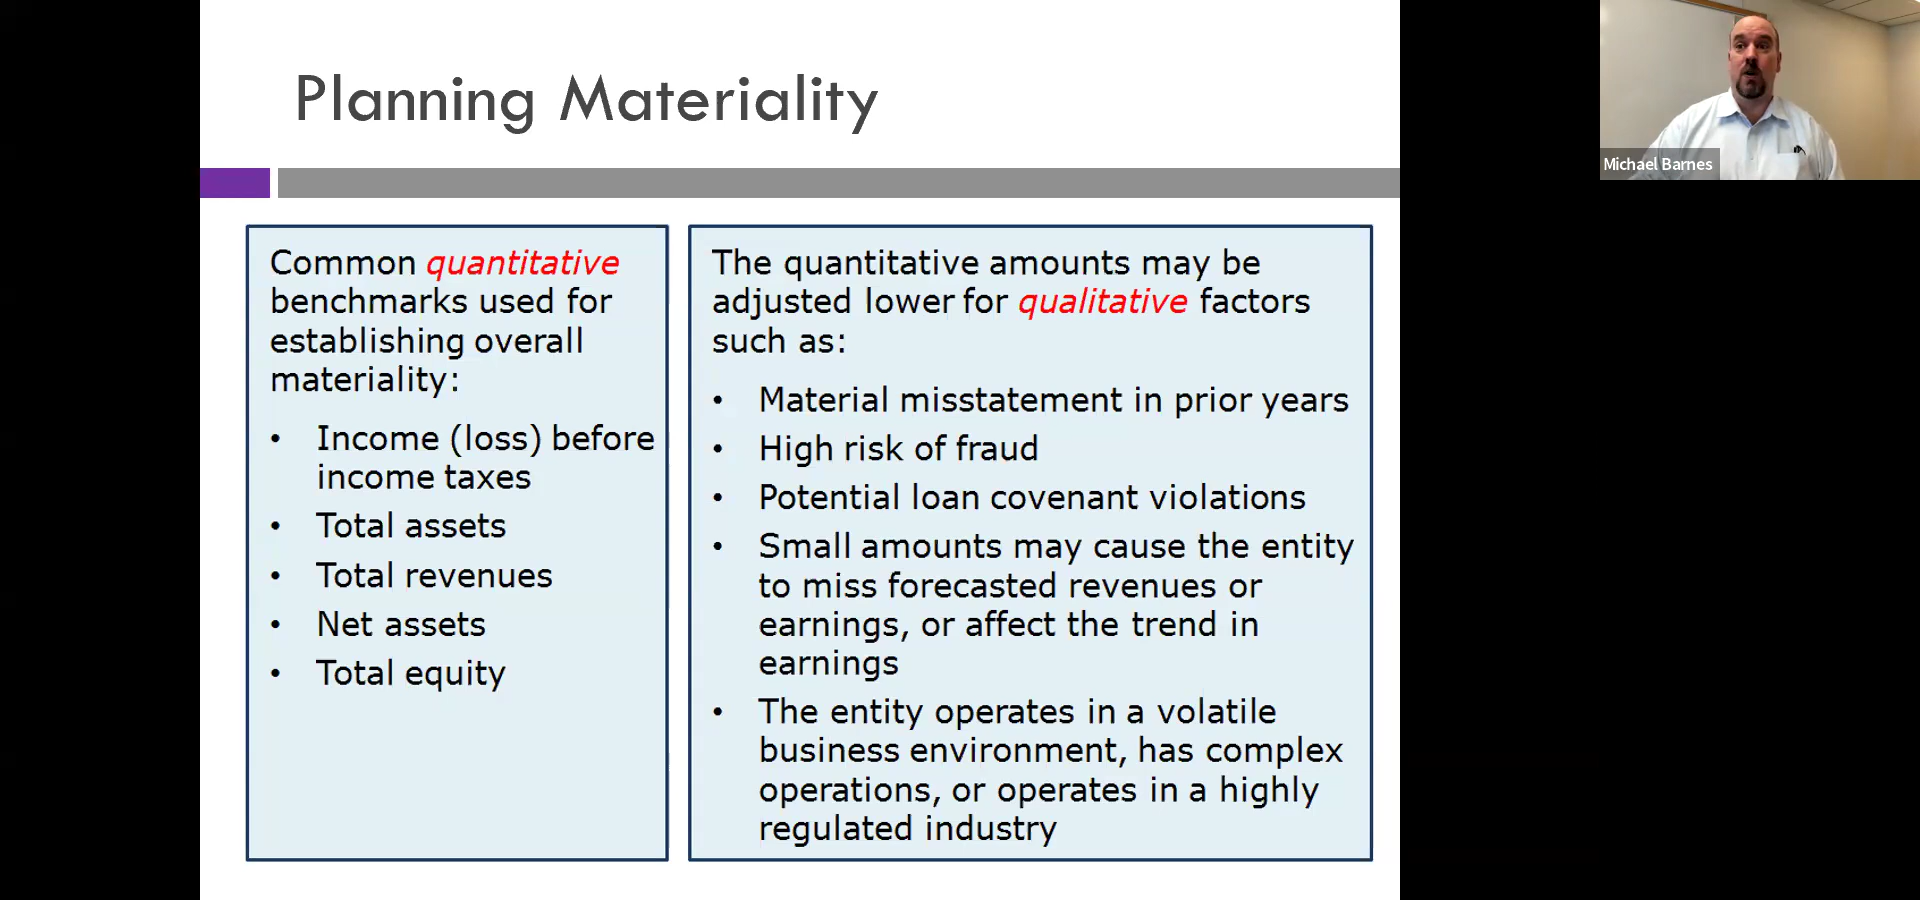 Planning Materiality
Common quantitative
benchmarks used for
establishing overall
materiality:
• Income (loss) before
income taxes
• Total assets
• Total revenues
• Net assets
• Total equity
The quantitative amounts may be
adjusted lower for qualitative factors
such as:
• Material misstatement in prior years
• High risk of fraud
• Potential loan covenant violations
• Small amounts may cause the entity
to miss forecasted revenues or
earnings, or affect the trend in
earnings
• The entity operates in a volatile
business environment, has complex
operations, or operates in a highly
regulated industry
Michael Barnes